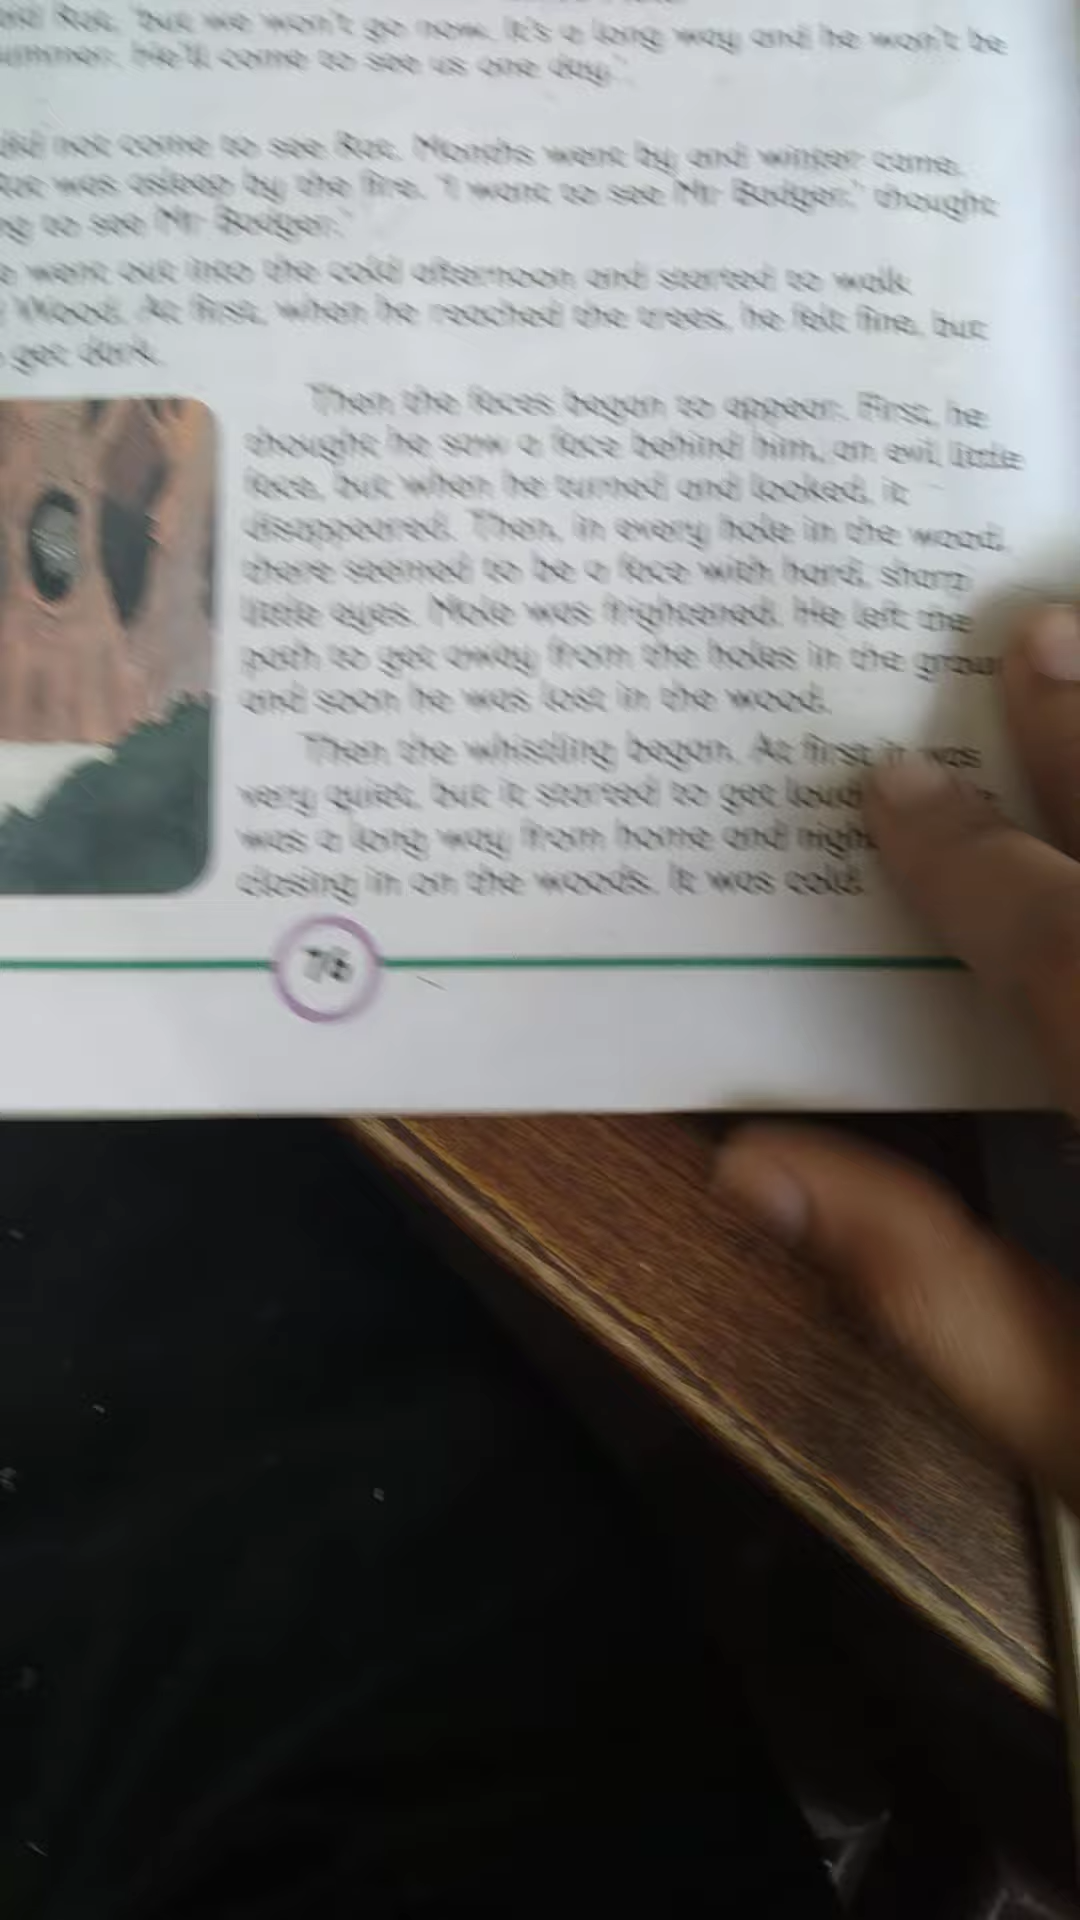 Rat, 'but we won't go now. It's a long way and he won't be
summer. He'll come to see us one day.'
did not come to see Rat. Months went by and winter came.
Rat was asleep by the fire. 'I want to see Mr Badger,' thought
to see Mr Badger.'
went out into the cold afternoon and started to walk
Wood. At first, when he reached the trees, he felt fine, but
get dark.
Then the faces began to appear. First, he
thought he saw a face behind him, an evil little
face, but when he turned and looked, it
disappeared. Then, in every hole in the wood,
there seemed to be a face with hard, sharp
little eyes. Mole was frightened. He left the
path to get away from the holes in the
and soon he was lost in the wood.
Then the whistling began. At first it was
very quiet, but it started to get
was a long way from home and
closing in on the woods. It was cold